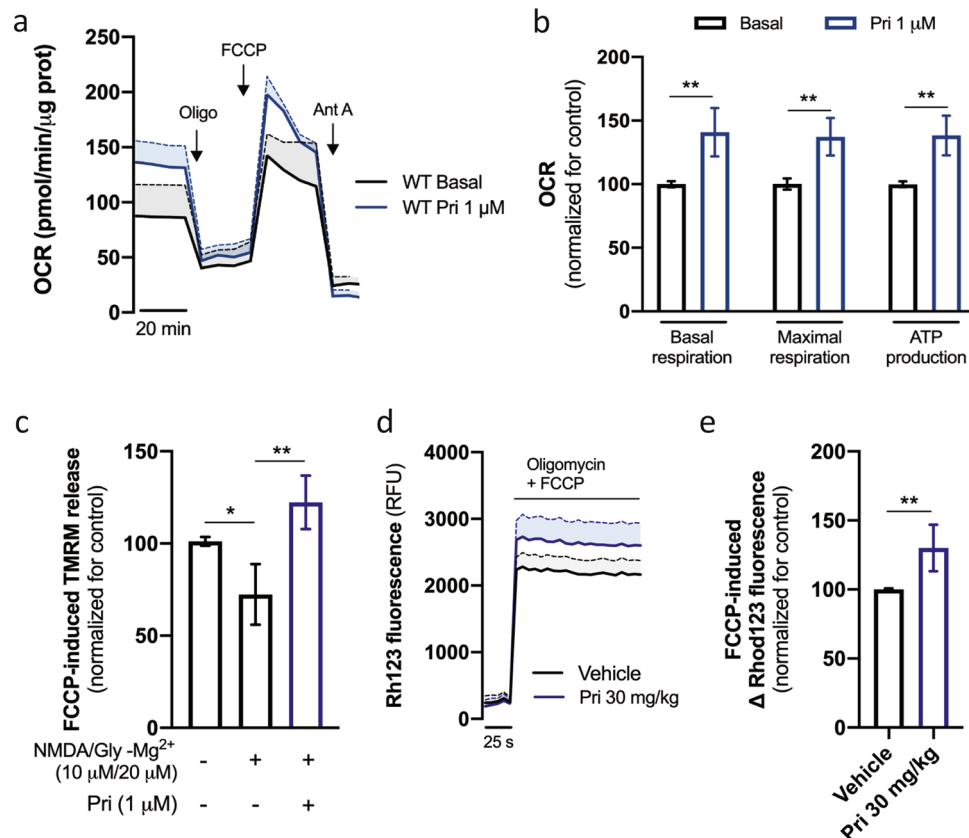 a
OCR (pmol/min/µg prot)
250
200
150
100
50
0
Oligo
FCCP
Ant A
WT Basal
WT Pri 1 µM
20 min
b
Basal
Pri 1 µM
OCR
(normalized for control)
200
150
100
50
0
**
**
**
Basal
respiration
Maximal
respiration
ATP
production
c
FCCP-induced TMRM release
(normalized for control)
150
100
50
0
*
**
NMDA/Gly -Mg²⁺
(10 µM/20 µM)
- + +
Pri (1 µM) - - +
d
Rh123 fluorescence (RFU)
4000
3000
2000
1000
0
Oligomycin
+ FCCP
Vehicle
Pri 30 mg/kg
25 s
e
FCCP-induced
Δ Rhod123 fluorescence
(normalized for control)
200
150
100
50
0
**
Vehicle
Pri 30 mg/kg